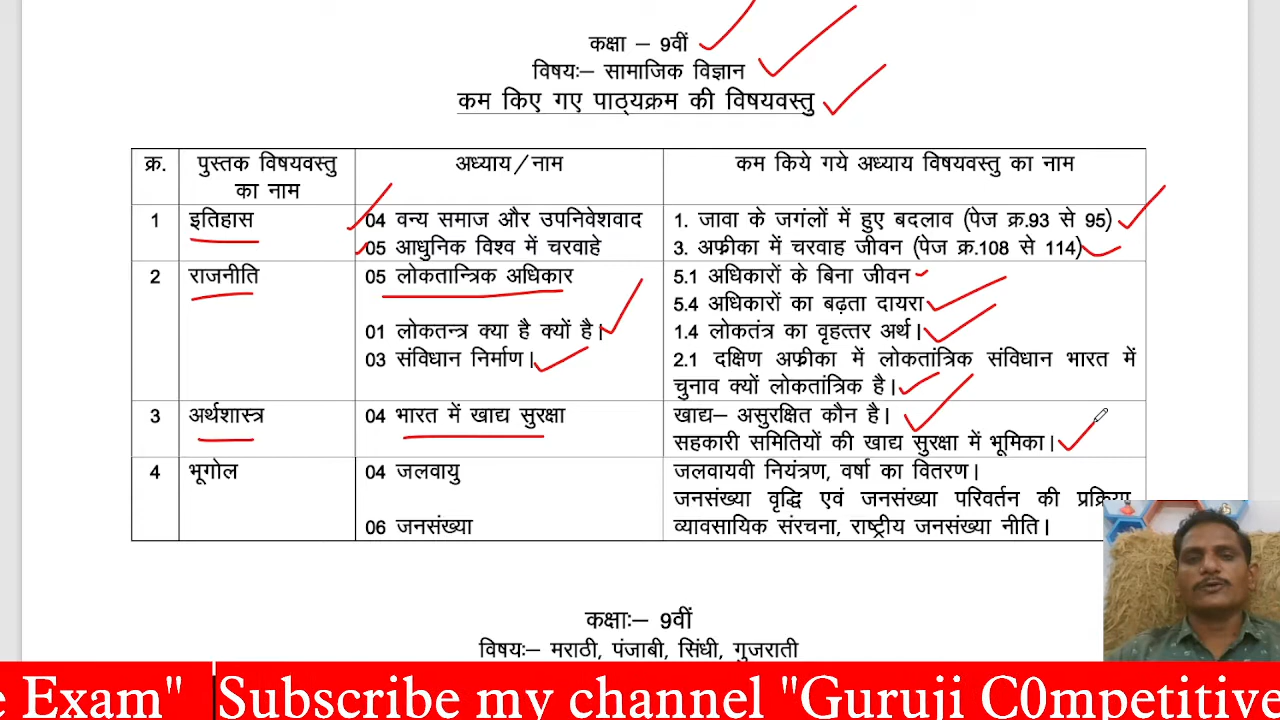 कक्षा – 9वीं
विषयः– सामाजिक विज्ञान
कम किए गए पाठ्यक्रम की विषयवस्तु
क्र. पुस्तक विषयवस्तु का नाम अध्याय/नाम कम किये गये अध्याय विषयवस्तु का नाम
1 इतिहास 04 वन्य समाज और उपनिवेशवाद 1. जावा के जगंलों में हुए बदलाव (पेज क्र.93 से 95)
05 आधुनिक विश्व में चरवाहे 3. अफ्रीका में चरवाह जीवन (पेज क्र.108 से 114)
2 राजनीति 05 लोकतान्त्रिक अधिकार 5.1 अधिकारों के बिना जीवन
5.4 अधिकारों का बढ़ता दायरा
01 लोकतन्त्र क्या है क्यों है। 1.4 लोकतंत्र का वृहत्तर अर्थ।
03 संविधान निर्माण। 2.1 दक्षिण अफ्रीका में लोकतांत्रिक संविधान भारत में
चुनाव क्यों लोकतांत्रिक है।
3 अर्थशास्त्र 04 भारत में खाद्य सुरक्षा खाद्य– असुरक्षित कौन है।
सहकारी समितियों की खाद्य सुरक्षा में भूमिका।
4 भूगोल 04 जलवायु जलवायवी नियंत्रण, वर्षा का वितरण।
जनसंख्या वृद्धि एवं जनसंख्या परिवर्तन की प्रक्रिया
06 जनसंख्या व्यावसायिक संरचना, राष्ट्रीय जनसंख्या नीति।
कक्षाः– 9वीं
विषयः– मराठी, पंजाबी, सिंधी, गुजराती
e Exam" Subscribe my channel "Guruji C0mpetitive